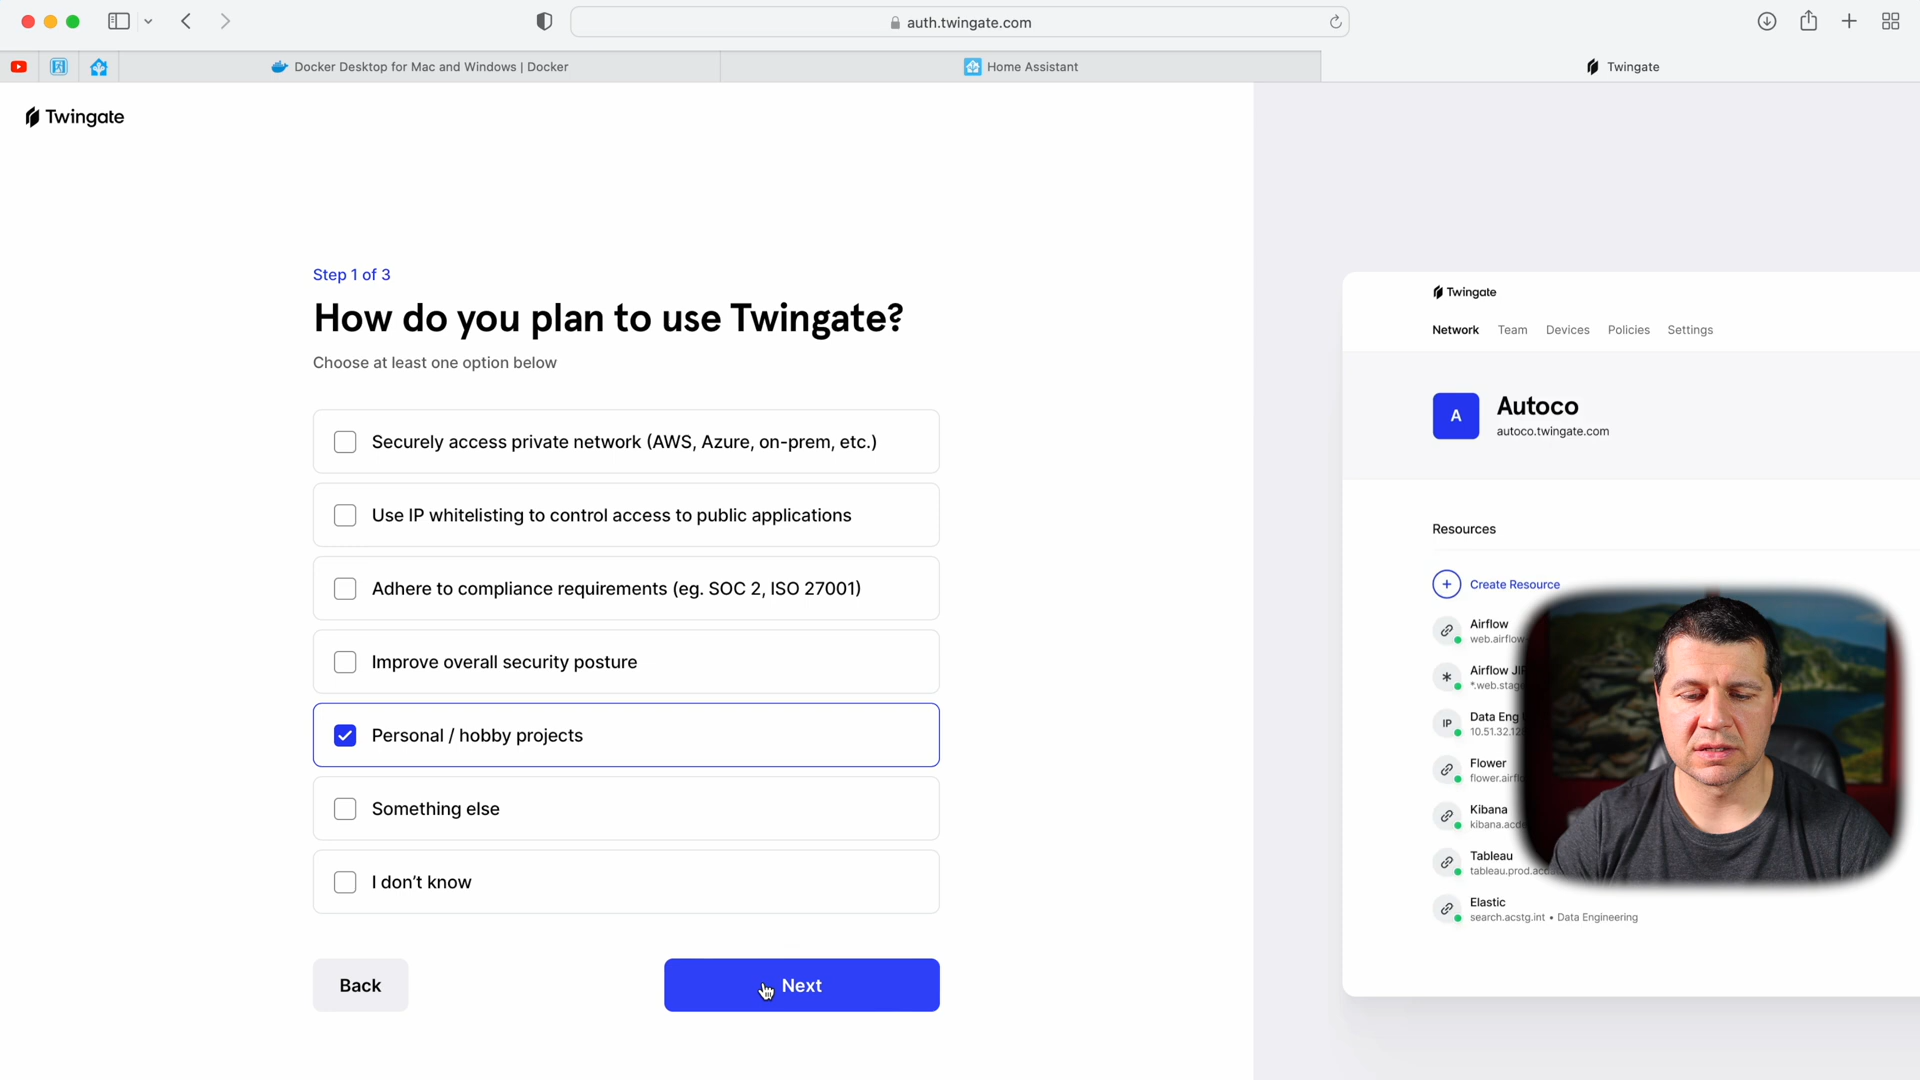 auth.twingate.com
Docker Desktop for Mac and Windows | Docker
Home Assistant
Twingate
Twingate
Step 1 of 3
How do you plan to use Twingate?
Choose at least one option below
Securely access private network (AWS, Azure, on-prem, etc.)
Use IP whitelisting to control access to public applications
Adhere to compliance requirements (eg. SOC 2, ISO 27001)
Improve overall security posture
Personal / hobby projects
Something else
I don't know
Back
Next
Twingate
Network Team Devices Policies Settings
A
Autoco
autoco.twingate.com
Resources
+ Create Resource
Airflow
Airflow
IP
Data Eng
Flower
Kibana
Tableau
Elastic
search.acstg.int • Data Engineering